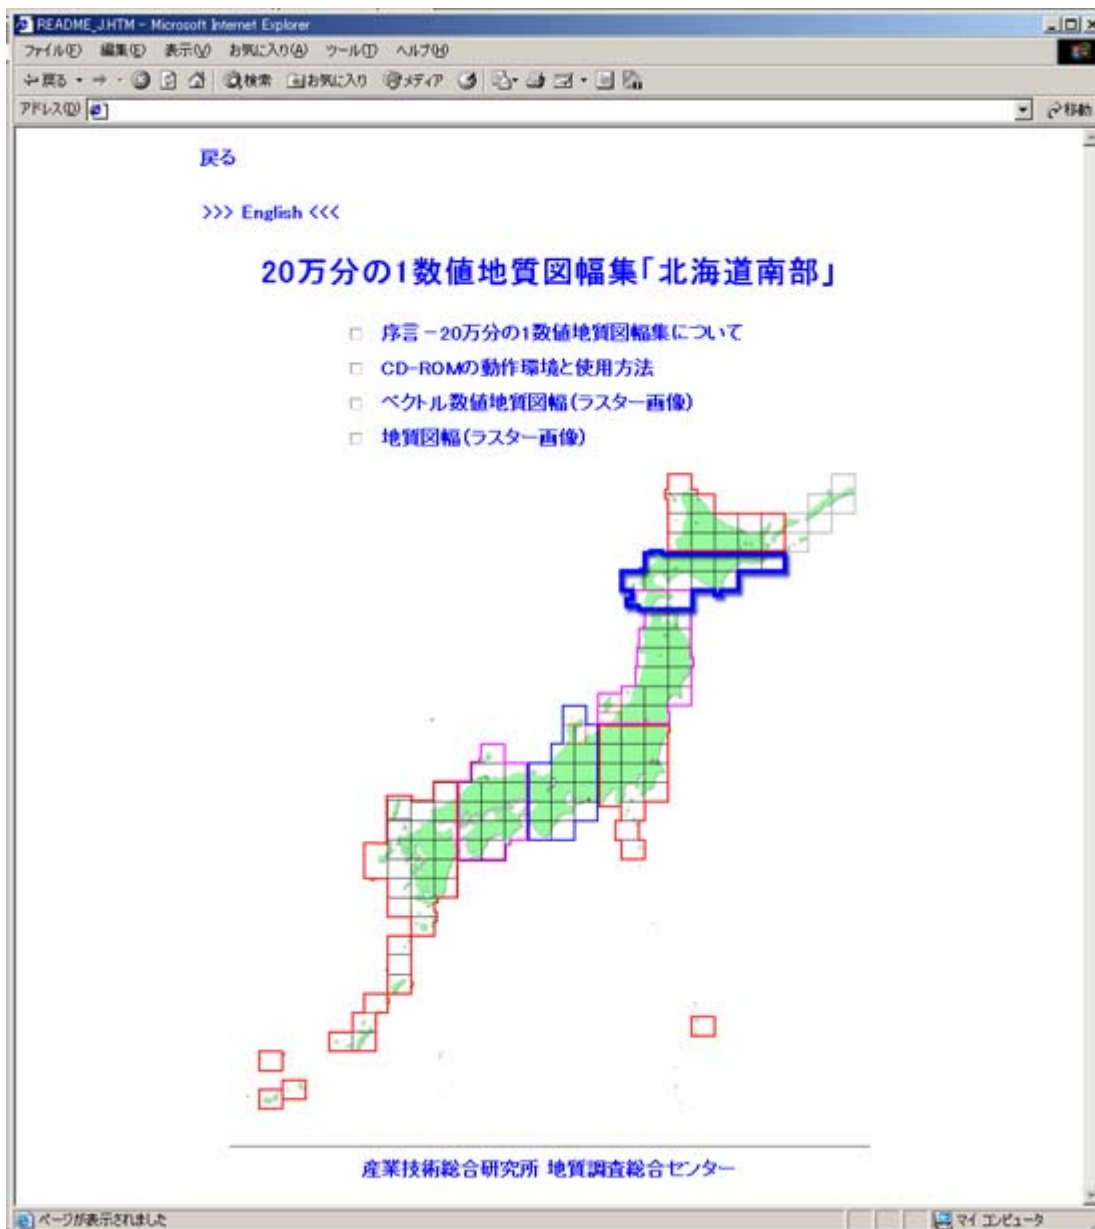 README_J.HTM - Microsoft Internet Explorer
ファイル(F) 編集(E) 表示(V) お気に入り(A) ツール(T) ヘルプ(H)
戻る 検索 お気に入り メディア
アドレス(D) 移動
戻る
>>> English <<<
20万分の1数値地質図幅集「北海道南部」
序言－20万分の1数値地質図幅集について
CD-ROMの動作環境と使用方法
ベクトル数値地質図幅(ラスター画像)
地質図幅(ラスター画像)
産業技術総合研究所 地質調査総合センター
ページが表示されました マイ コンピュータ